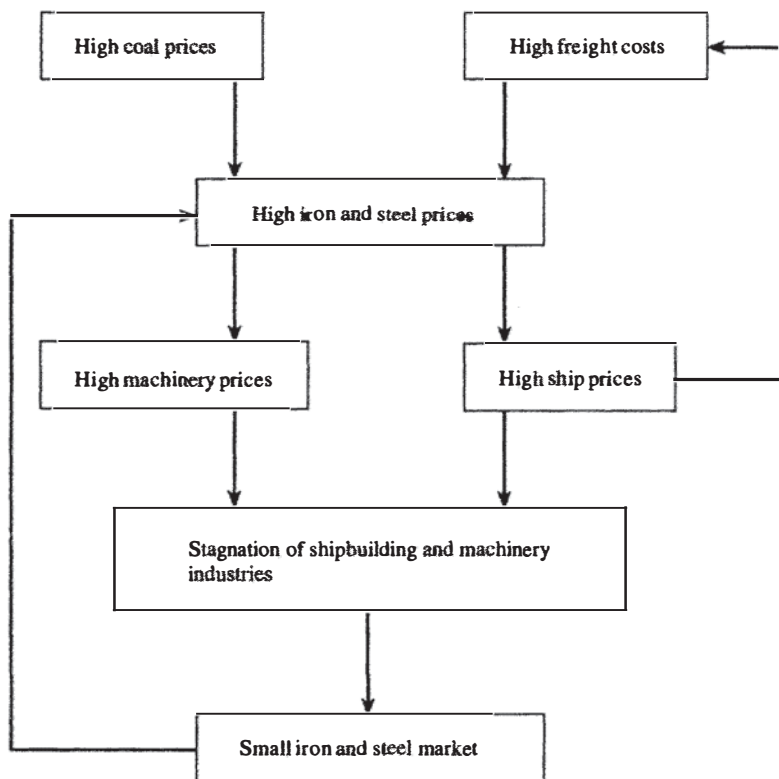 High coal prices
High freight costs
High iron and steel prices
High machinery prices
High ship prices
Stagnation of shipbuilding and machinery
industries
Small iron and steel market